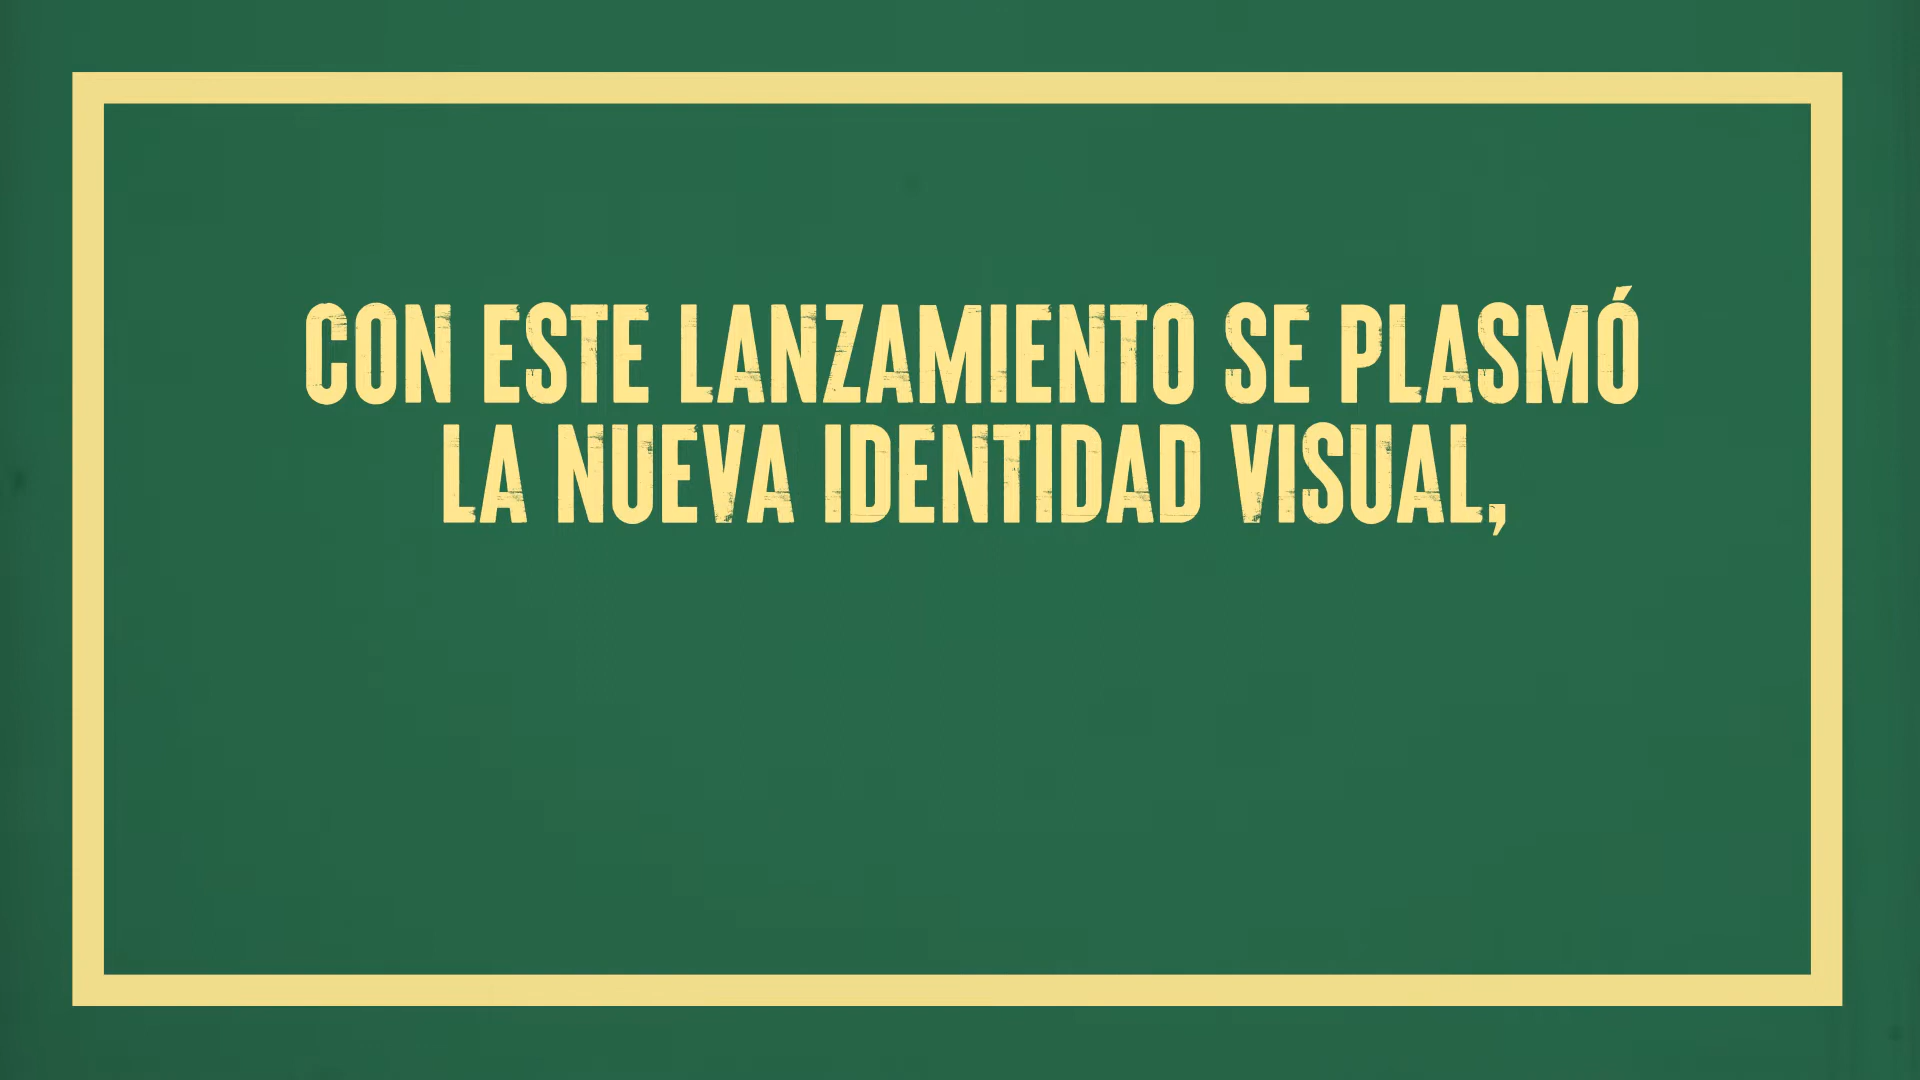 CON ESTE LANZAMIENTO SE PLASMÓ
LA NUEVA IDENTIDAD VISUAL,